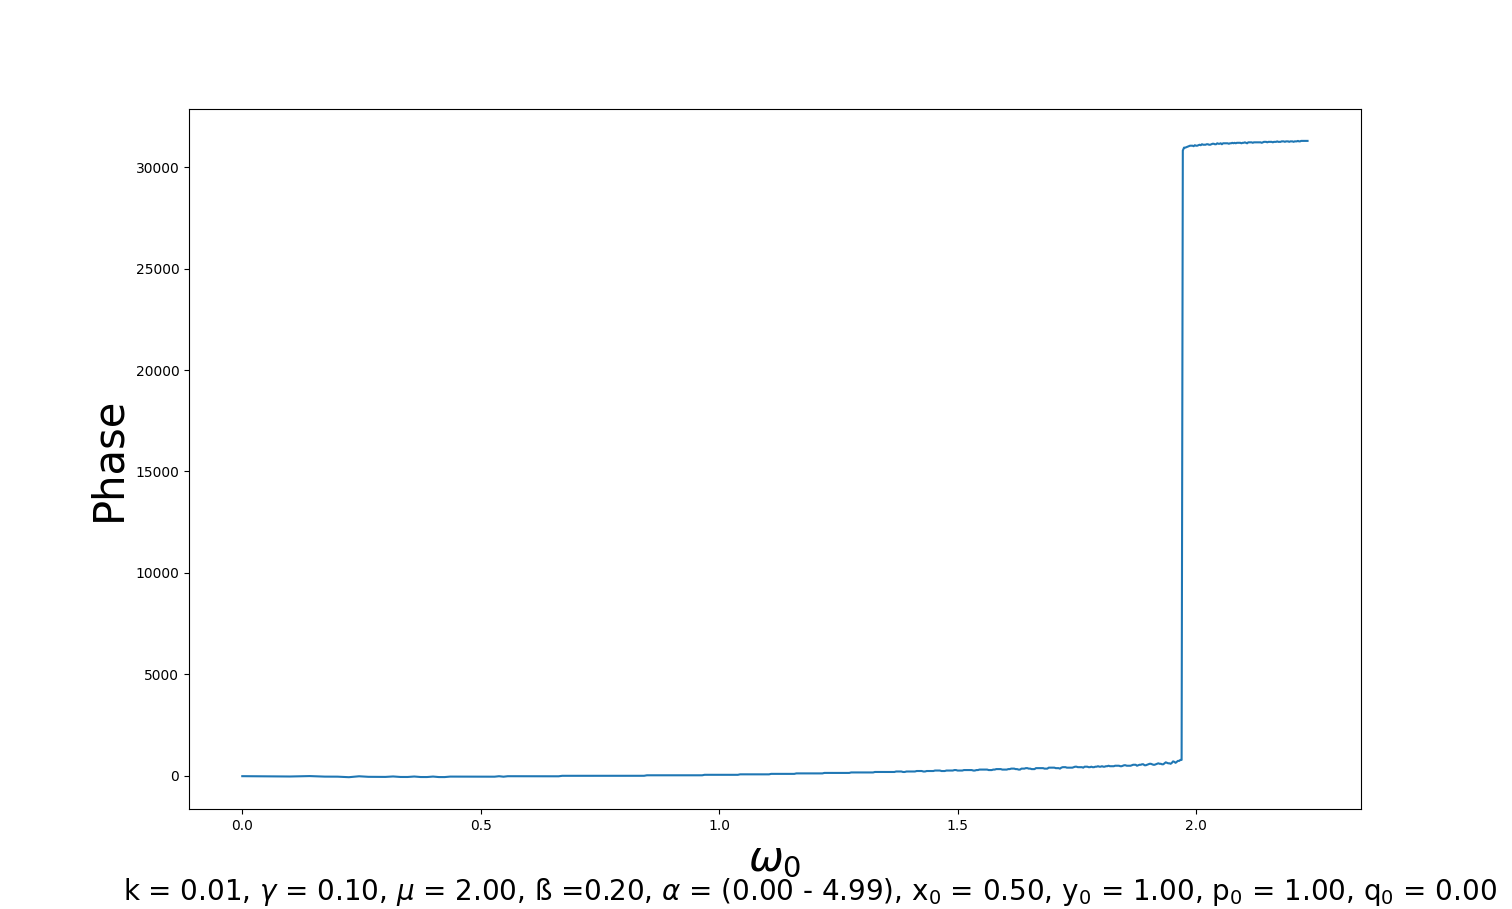 30000
25000
20000
15000
10000
5000
0
Phase
0.0 0.5 1.0 1.5 2.0
ω₀
k = 0.01, γ = 0.10, μ = 2.00, ß =0.20, α = (0.00 - 4.99), x₀ = 0.50, y₀ = 1.00, p₀ = 1.00, q₀ = 0.00